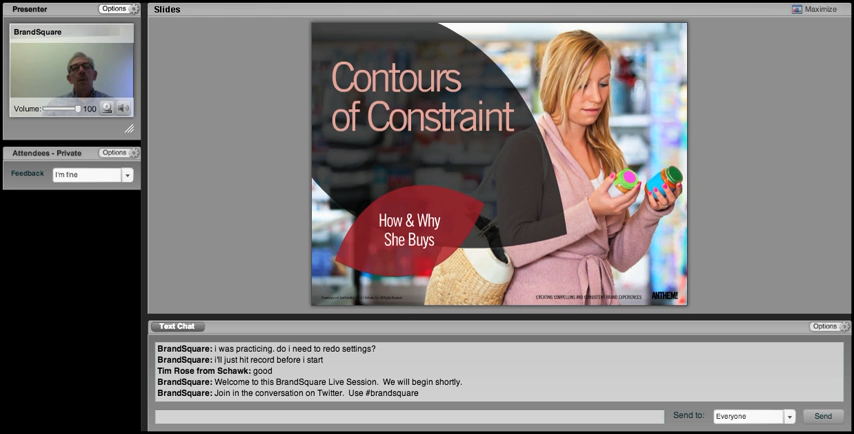 Presenter
Options
BrandSquare
Volume:
100
Attendees - Private
Options
Feedback
I'm fine
Slides
Maximize
Contours
of Constraint
How & Why
She Buys
CREATING COMPELLING AND CONSISTENT BRAND EXPERIENCES
ANTHEM!
Text Chat
Options
BrandSquare: i was practicing. do i need to redo settings?
BrandSquare: i'll just hit record before i start
Tim Rose from Schawk: good
BrandSquare: Welcome to this BrandSquare Live Session. We will begin shortly.
BrandSquare: Join in the conversation on Twitter. Use #brandsquare
Send to:
Everyone
Send